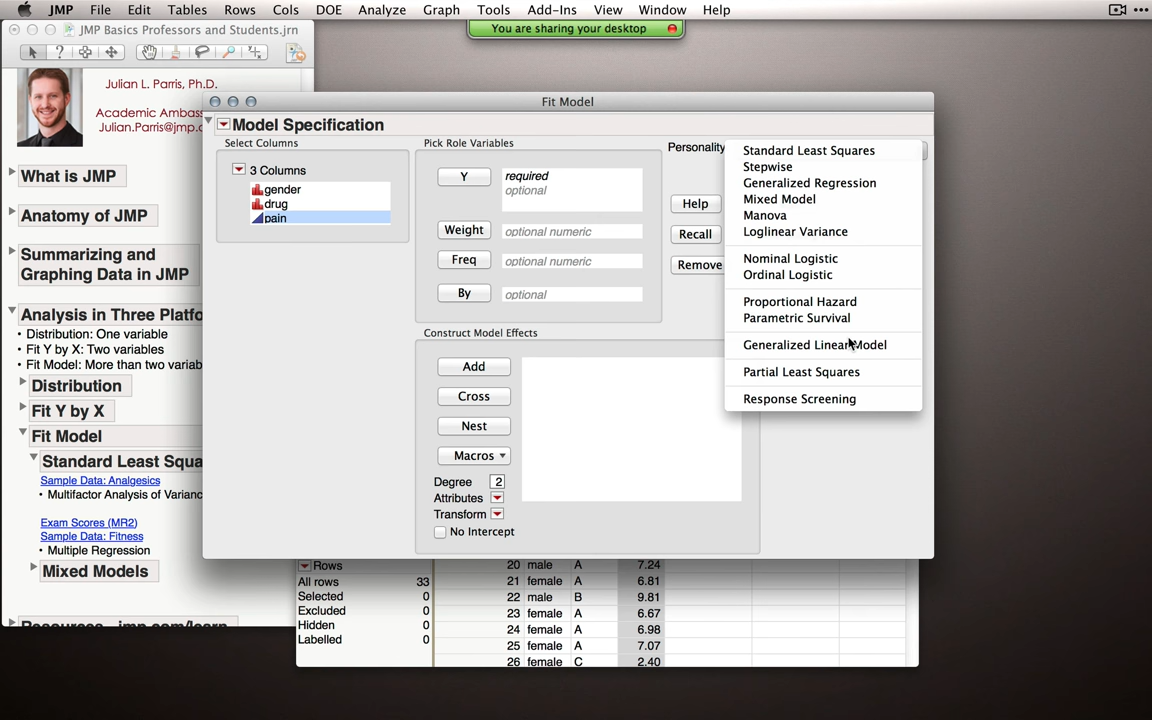 JMP File Edit Tables Rows Cols DOE Analyze Graph Tools Add-Ins View Window Help
You are sharing your desktop
JMP Basics Professors and Students.jrn
Julian L. Parris, Ph.D.
Academic Ambas
Julian.Parris@jmp.c
What is JMP
Anatomy of JMP
Summarizing and
Graphing Data in JMP
Analysis in Three Platfo
• Distribution: One variable
• Fit Y by X: Two variables
• Fit Model: More than two variab
Distribution
Fit Y by X
Fit Model
Standard Least Squa
Sample Data: Analgesics
• Multifactor Analysis of Varianc
Exam Scores (MR2)
Sample Data: Fitness
• Multiple Regression
Mixed Models
Resources - jmp.com/learn
Fit Model
Model Specification
Select Columns
3 Columns
gender
drug
pain
Pick Role Variables
Y required
optional
Weight optional numeric
Freq optional numeric
By optional
Personality
Help
Recall
Remove
Standard Least Squares
Stepwise
Generalized Regression
Mixed Model
Manova
Loglinear Variance
Nominal Logistic
Ordinal Logistic
Proportional Hazard
Parametric Survival
Generalized Linear Model
Partial Least Squares
Response Screening
Construct Model Effects
Add
Cross
Nest
Macros
Degree 2
Attributes
Transform
No Intercept
Rows
All rows 33
Selected 0
Excluded 0
Hidden 0
Labelled 0
20 male A 7.24
21 female A 6.81
22 male B 9.81
23 female A 6.67
24 female A 6.98
25 female A 7.07
26 female C 2.40